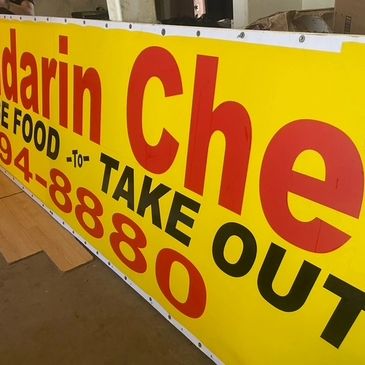 darin Che
E FOOD -to- TAKE OUT
94-8880